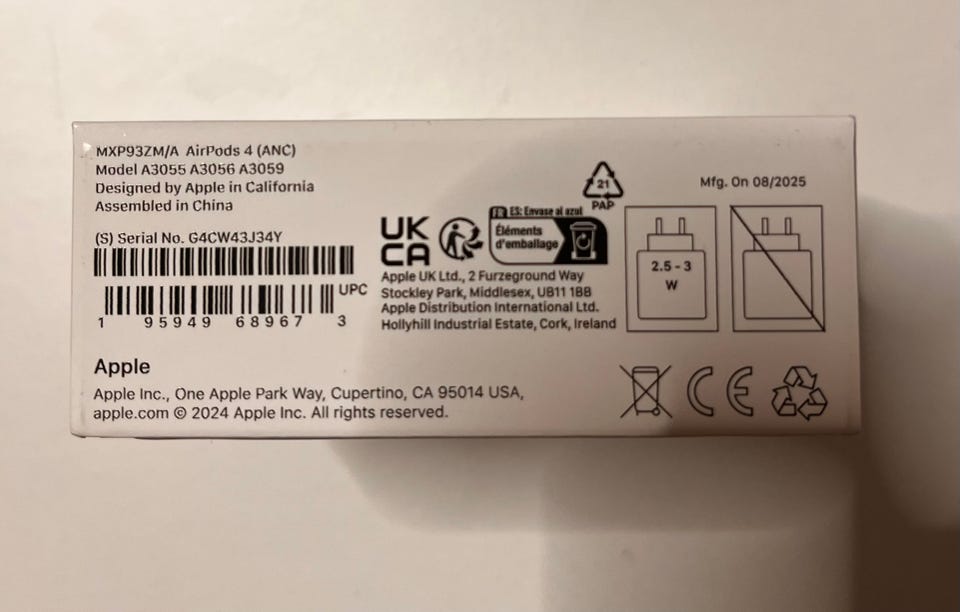 MXP93ZM/A AirPods 4 (ANC)
Model A3055 A3056 A3059
Designed by Apple in California
Assembled in China
(S) Serial No. G4CW43J34Y
UPC
1 95949 68967 3
Apple
Apple Inc., One Apple Park Way, Cupertino, CA 95014 USA,
apple.com © 2024 Apple Inc. All rights reserved.
UK
CA
FR ES: Envase al azul
Éléments
d'emballage
Apple UK Ltd., 2 Furzeground Way
Stockley Park, Middlesex, UB11 1BB
Apple Distribution International Ltd.
Hollyhill Industrial Estate, Cork, Ireland
21
PAP
Mfg. On 08/2025
2.5 - 3
W
CE